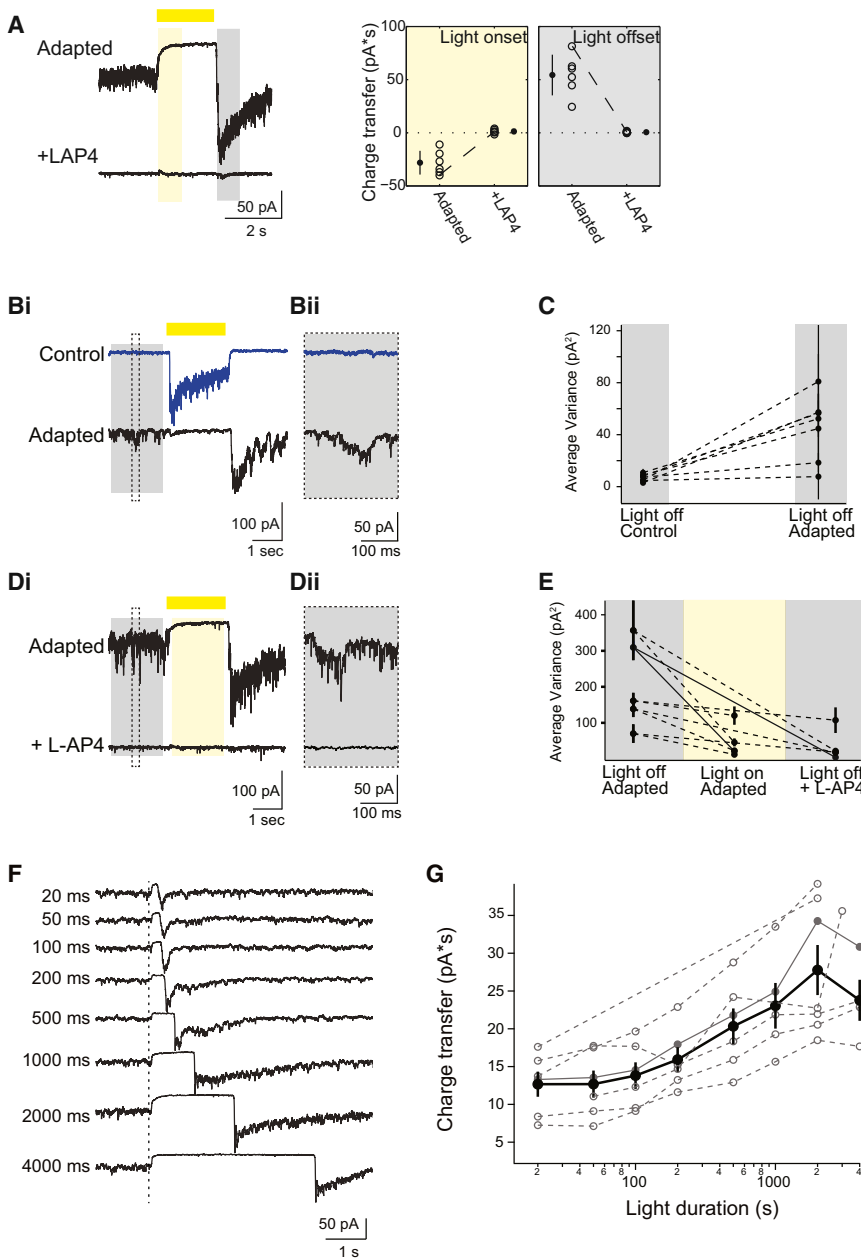 A
Adapted
+LAP4
50 pA
2 s
Charge transfer (pA*s)
100
50
0
−50
Light onset
Light offset
Adapted
+LAP4
Adapted
+LAP4
Bi
Control
Adapted
100 pA
1 sec
Bii
50 pA
100 ms
C
Average Variance (pA²)
120
80
40
0
Light off
Control
Light off
Adapted
Di
Adapted
+ L-AP4
100 pA
1 sec
Dii
50 pA
100 ms
E
Average Variance (pA²)
400
300
200
100
Light off
Adapted
Light on
Adapted
Light off
+ L-AP4
F
20 ms
50 ms
100 ms
200 ms
500 ms
1000 ms
2000 ms
4000 ms
50 pA
1 s
G
Charge transfer (pA*s)
35
30
25
20
15
10
5
2 4 6 8 100 2 4 6 8 1000 2 4
Light duration (s)